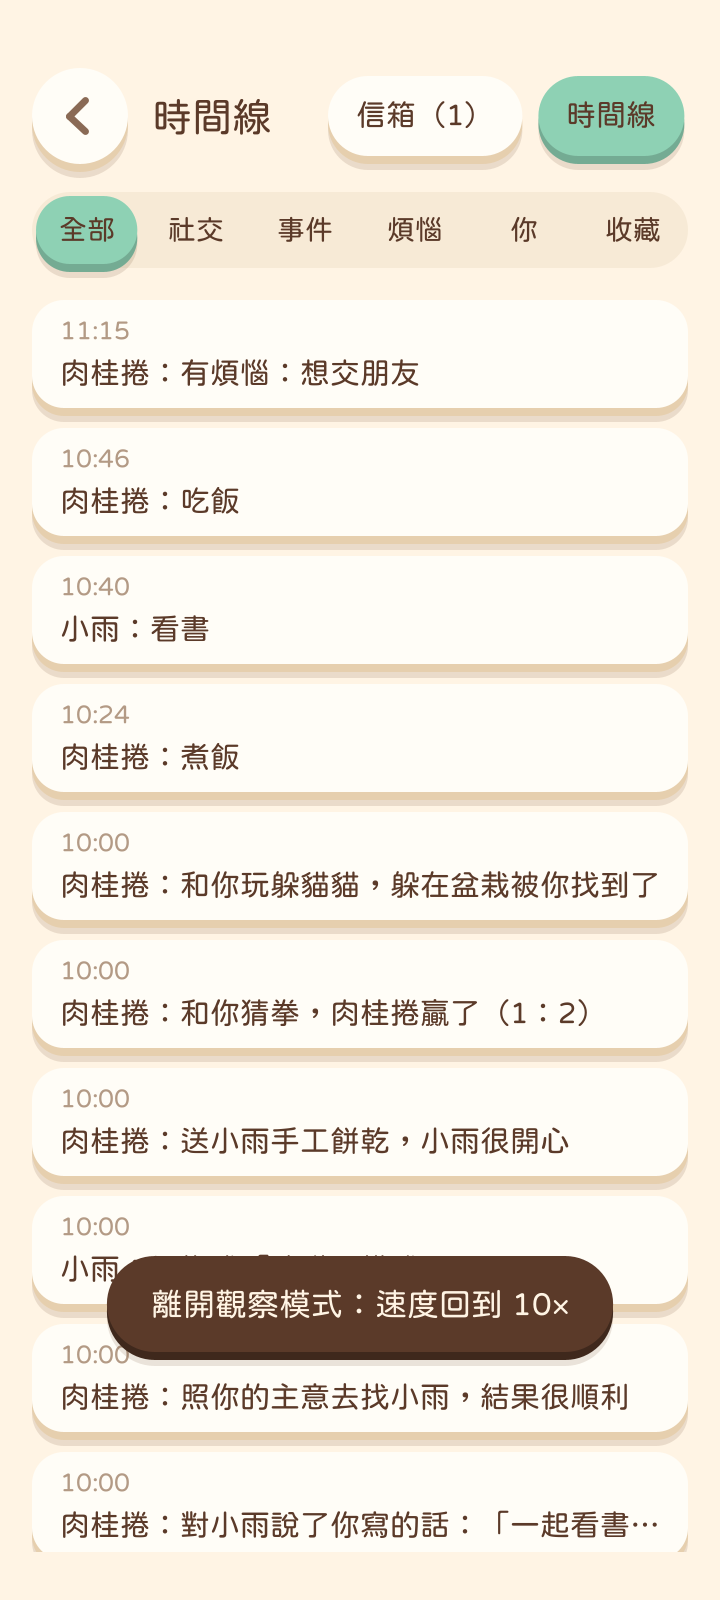 時間線
信箱（1）
時間線
全部
社交
事件
煩惱
你
收藏
11:15
肉桂捲：有煩惱：想交朋友
10:46
肉桂捲：吃飯
10:40
小雨：看書
10:24
肉桂捲：煮飯
10:00
肉桂捲：和你玩躲貓貓，躲在盆栽被你找到了
10:00
肉桂捲：和你猜拳，肉桂捲贏了（1：2）
10:00
肉桂捲：送小雨手工餅乾，小雨很開心
10:00
小雨
離開觀察模式：速度回到 10×
10:00
肉桂捲：照你的主意去找小雨，結果很順利
10:00
肉桂捲：對小雨說了你寫的話：「一起看書…